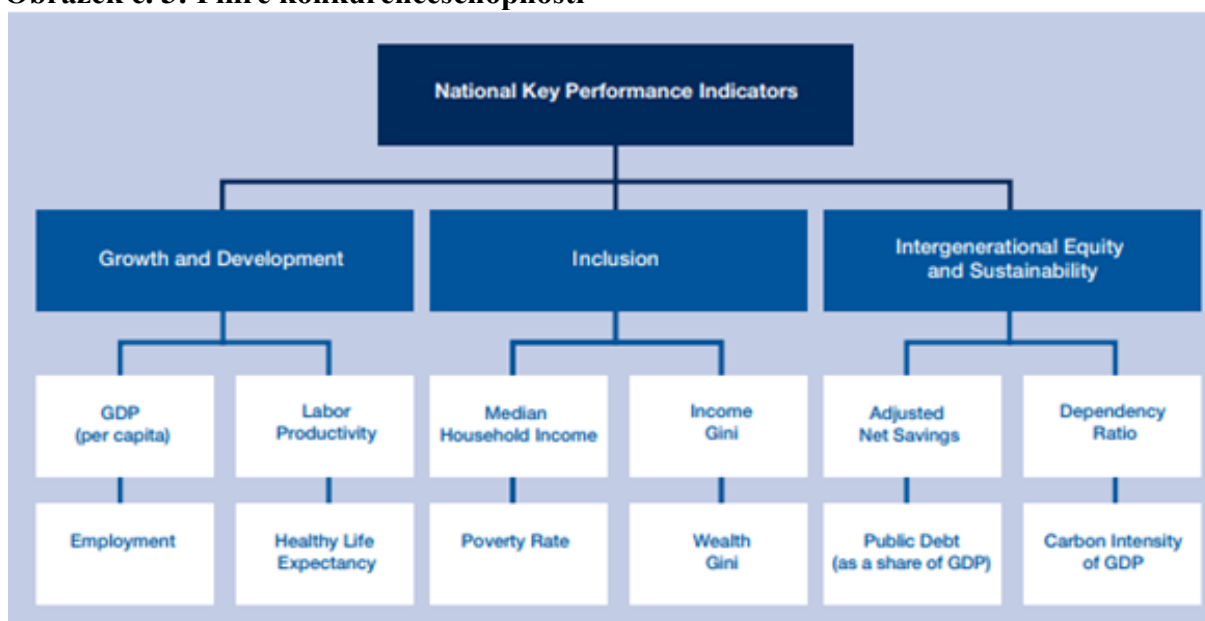 National Key Performance Indicators
Growth and Development
Inclusion
Intergenerational Equity
and Sustainability
GDP
(per capita)
Labor
Productivity
Median
Household Income
Income
Gini
Adjusted
Net Savings
Dependency
Ratio
Employment
Healthy Life
Expectancy
Poverty Rate
Wealth
Gini
Public Debt
(as a share of GDP)
Carbon Intensity
of GDP